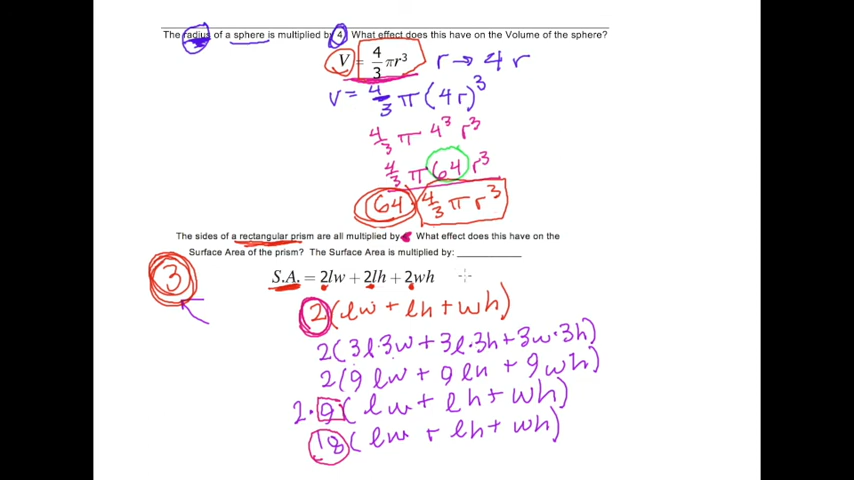 The radius of a sphere is multiplied by 4. What effect does this have on the Volume of the sphere?
V = 4/3 πr³ r → 4r
V = 4/3 π (4r)³
4/3 π 4³ r³
4/3 π 64 r³
64 4/3 π r³
The sides of a rectangular prism are all multiplied by What effect does this have on the
Surface Area of the prism? The Surface Area is multiplied by: ____________
3
S.A. = 2lw + 2lh + 2wh
2(lw + lh + wh)
2(3l·3w + 3l·3h + 3w·3h)
2(9lw + 9lh + 9wh)
2·9(lw + lh + wh)
18(lw + lh + wh)